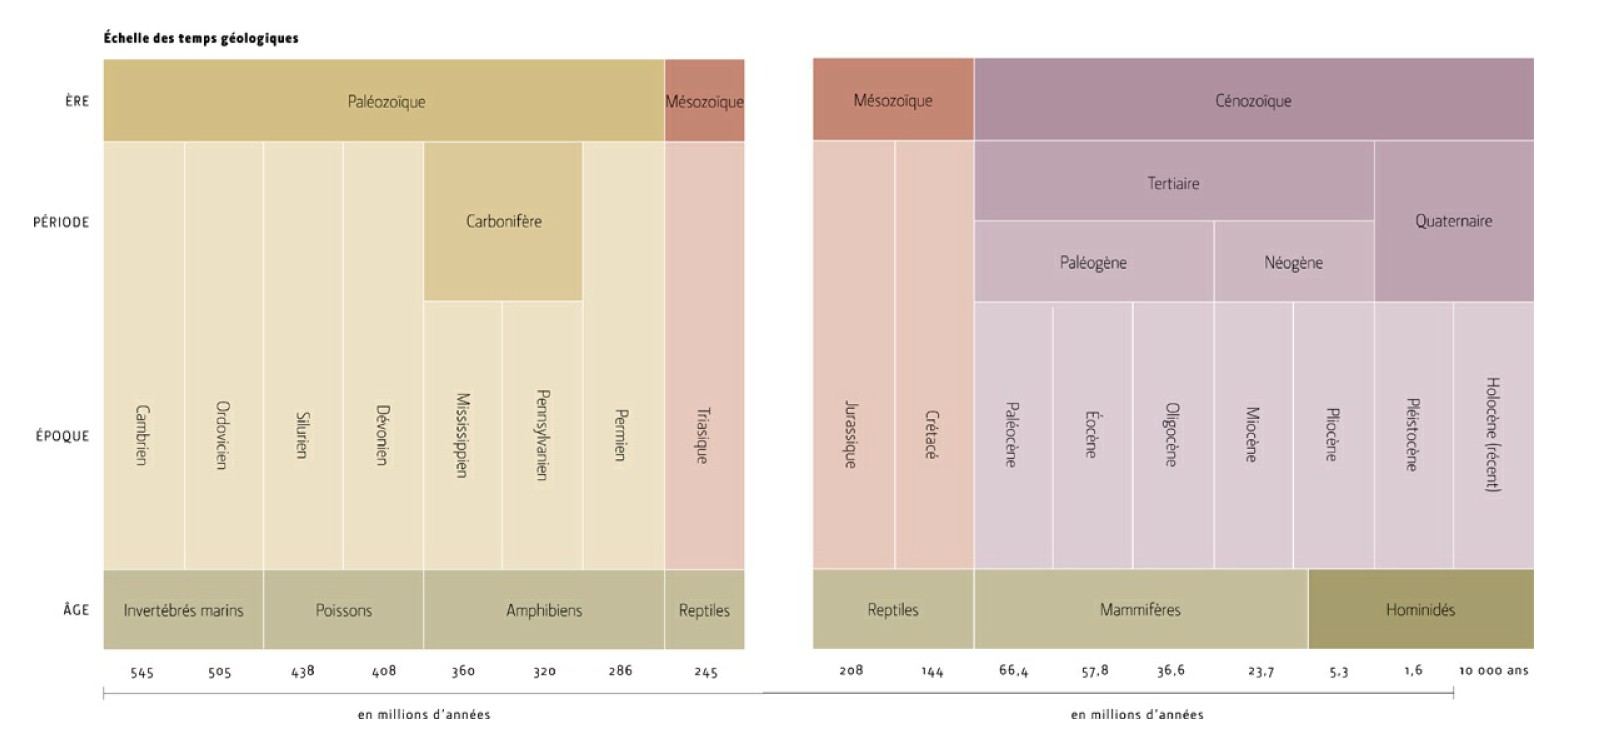 Échelle des temps géologiques
ÈRE
Paléozoïque
Mésozoïque
Mésozoïque
Cénozoïque
PÉRIODE
Carbonifère
Tertiaire
Quaternaire
Paléogène
Néogène
ÉPOQUE
Cambrien
Ordovicien
Silurien
Dévonien
Mississippien
Pennsylvanien
Permien
Triasique
Jurassique
Crétacé
Paléocène
Éocène
Oligocène
Miocène
Pliocène
Pléistocène
Holocène (récent)
ÂGE
Invertébrés marins
Poissons
Amphibiens
Reptiles
Reptiles
Mammifères
Hominidés
545 505 438 408 360 320 286 245 208 144 66,4 57,8 36,6 23,7 5,3 1,6 10 000 ans
en millions d'années
en millions d'années